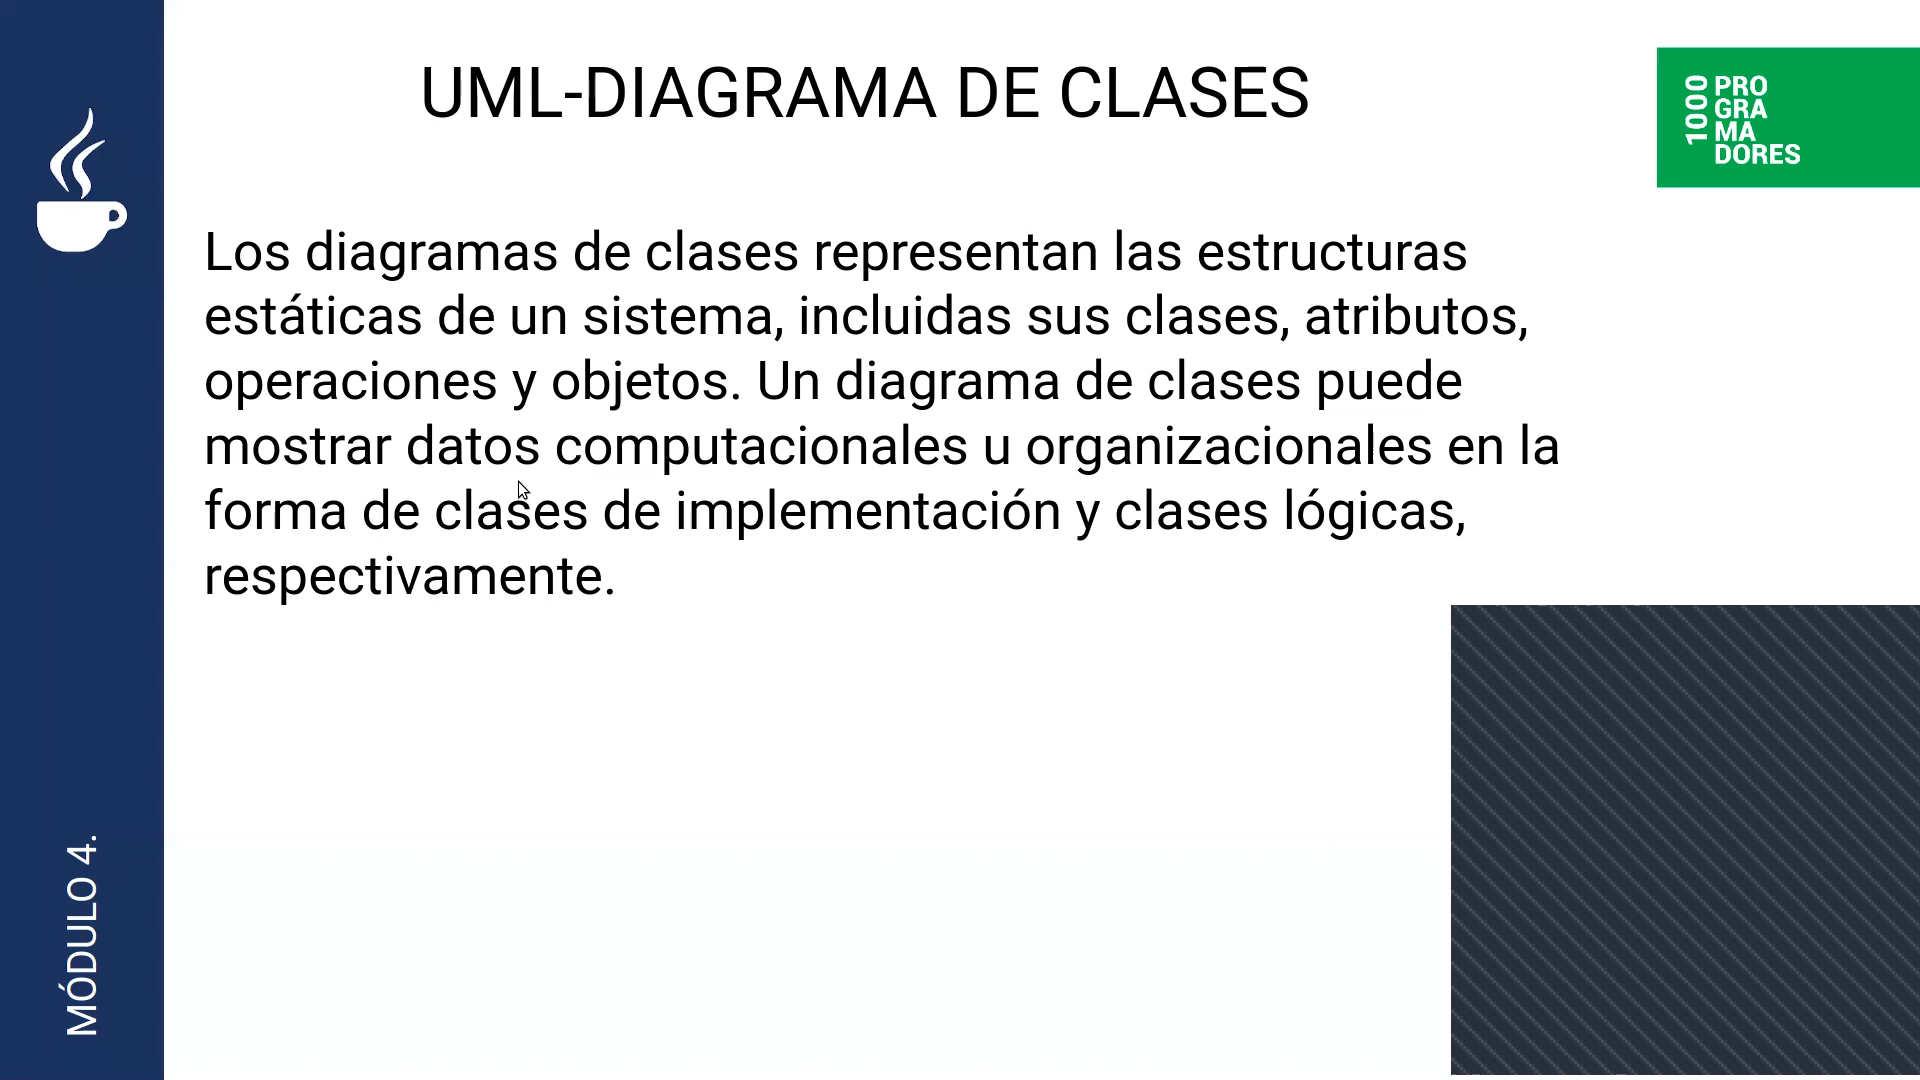 UML-DIAGRAMA DE CLASES
1000
PRO
GRA
MA
DORES
Los diagramas de clases representan las estructuras
estáticas de un sistema, incluidas sus clases, atributos,
operaciones y objetos. Un diagrama de clases puede
mostrar datos computacionales u organizacionales en la
forma de clases de implementación y clases lógicas,
respectivamente.
MÓDULO 4.